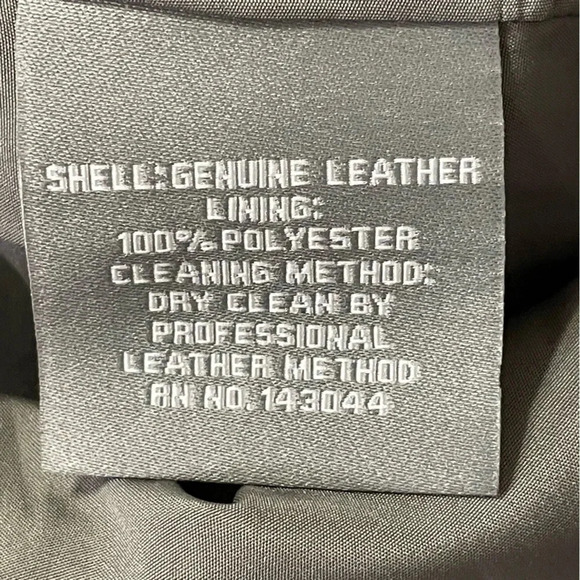 SHELL: GENUINE LEATHER
LINING:
100% POLYESTER
CLEANING METHOD:
DRY CLEAN BY
PROFESSIONAL
LEATHER METHOD
RN NO. 143044